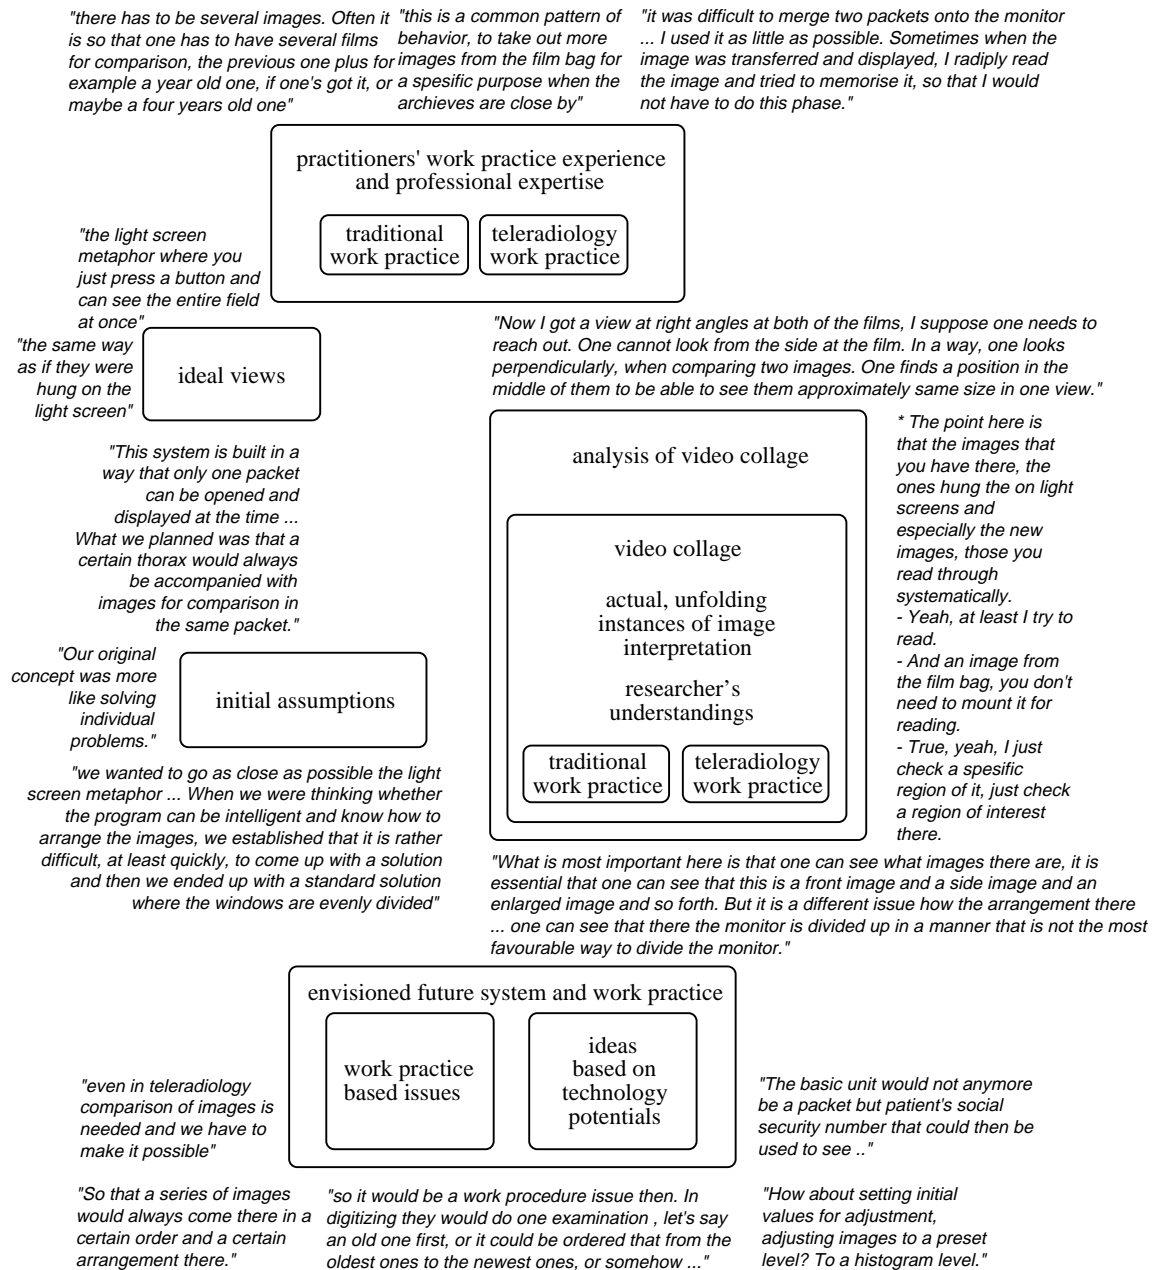 "there has to be several images. Often it
is so that one has to have several films
for comparison, the previous one plus for
example a year old one, if one's got it, or
maybe a four years old one"
"this is a common pattern of
behavior, to take out more
images from the film bag for
a spesific purpose when the
archieves are close by"
"it was difficult to merge two packets onto the monitor
... I used it as little as possible. Sometimes when the
image was transferred and displayed, I radiply read
the image and tried to memorise it, so that I would
not have to do this phase."
practitioners' work practice experience
and professional expertise
traditional
work practice
teleradiology
work practice
"the light screen
metaphor where you
just press a button and
can see the entire field
at once"
"the same way
as if they were
hung on the
light screen"
ideal views
"Now I got a view at right angles at both of the films, I suppose one needs to
reach out. One cannot look from the side at the film. In a way, one looks
perpendicularly, when comparing two images. One finds a position in the
middle of them to be able to see them approximately same size in one view."
"This system is built in a
way that only one packet
can be opened and
displayed at the time ...
What we planned was that a
certain thorax would always
be accompanied with
images for comparison in
the same packet."
analysis of video collage
video collage
actual, unfolding
instances of image
interpretation
researcher's
understandings
traditional
work practice
teleradiology
work practice
* The point here is
that the images that
you have there, the
ones hung the on light
screens and
especially the new
images, those you
read through
systematically.
- Yeah, at least I try to
read.
- And an image from
the film bag, you don't
need to mount it for
reading.
- True, yeah, I just
check a spesific
region of it, just check
a region of interest
there.
"Our original
concept was more
like solving
individual
problems."
initial assumptions
"we wanted to go as close as possible the light
screen metaphor ... When we were thinking whether
the program can be intelligent and know how to
arrange the images, we established that it is rather
difficult, at least quickly, to come up with a solution
and then we ended up with a standard solution
where the windows are evenly divided"
"What is most important here is that one can see what images there are, it is
essential that one can see that this is a front image and a side image and an
enlarged image and so forth. But it is a different issue how the arrangement there
... one can see that there the monitor is divided up in a manner that is not the most
favourable way to divide the monitor."
envisioned future system and work practice
work practice
based issues
ideas
based on
technology
potentials
"even in teleradiology
comparison of images is
needed and we have to
make it possible"
"The basic unit would not anymore
be a packet but patient's social
security number that could then be
used to see .."
"So that a series of images
would always come there in a
certain order and a certain
arrangement there."
"so it would be a work procedure issue then. In
digitizing they would do one examination , let's say
an old one first, or it could be ordered that from the
oldest ones to the newest ones, or somehow ..."
"How about setting initial
values for adjustment,
adjusting images to a preset
level? To a histogram level."